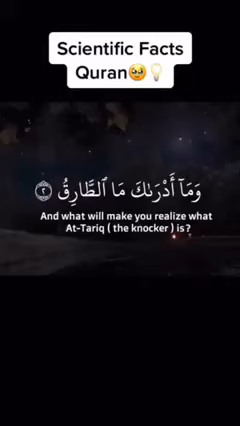 Scientific Facts
Quran🥹💡
وَمَآ أَدْرَىٰكَ مَا ٱلطَّارِقُ ٢
And what will make you realize what
At-Tariq ( the knocker ) is?